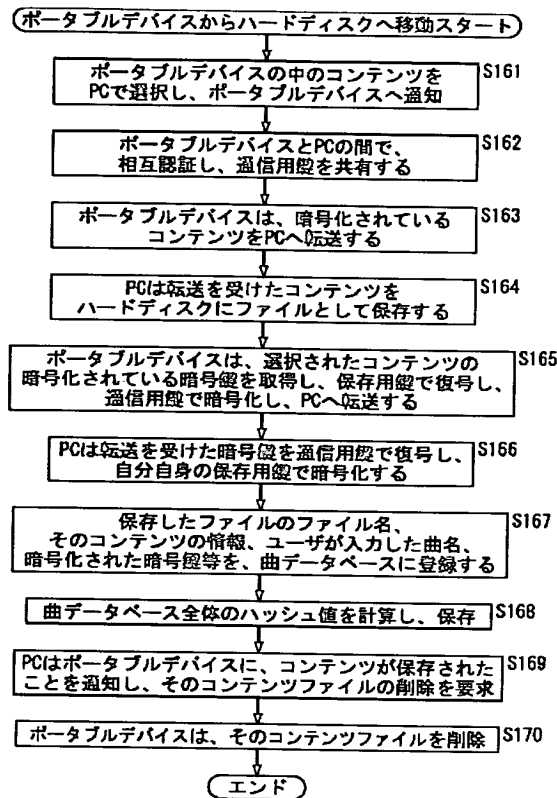 ポータブルデバイスからハードディスクへ移動スタート
ポータブルデバイスの中のコンテンツを
PCで選択し、ポータブルデバイスへ通知
S161
ポータブルデバイスとPCの間で、
相互認証し、通信用鍵を共有する
S162
ポータブルデバイスは、暗号化されている
コンテンツをPCへ転送する
S163
PCは転送を受けたコンテンツを
ハードディスクにファイルとして保存する
S164
ポータブルデバイスは、選択されたコンテンツの
暗号化されている暗号鍵を取得し、保存用鍵で復号し、
通信用鍵で暗号化し、PCへ転送する
S165
PCは転送を受けた暗号鍵を通信用鍵で復号し、
自分自身の保存用鍵で暗号化する
S166
保存したファイルのファイル名、
そのコンテンツの情報、ユーザが入力した曲名、
暗号化された暗号鍵等を、曲データベースに登録する
S167
曲データベース全体のハッシュ値を計算し、保存
S168
PCはポータブルデバイスに、コンテンツが保存された
ことを通知し、そのコンテンツファイルの削除を要求
S169
ポータブルデバイスは、そのコンテンツファイルを削除
S170
エンド